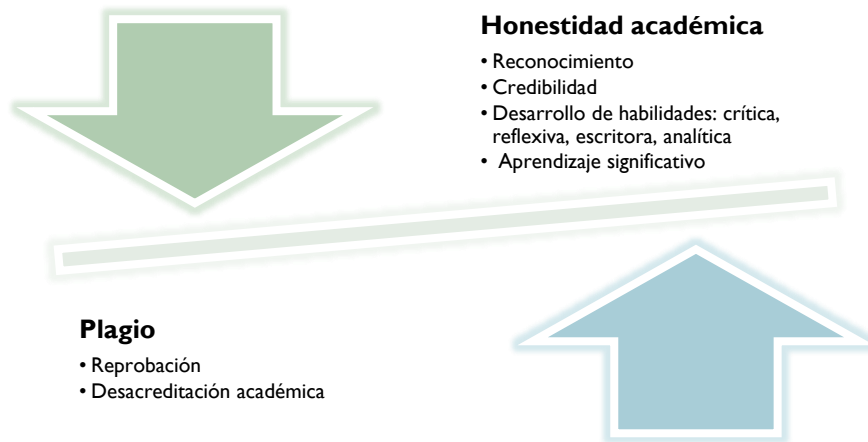 Honestidad académica
• Reconocimiento
• Credibilidad
• Desarrollo de habilidades: crítica,
reflexiva, escritora, analítica
• Aprendizaje significativo
Plagio
• Reprobación
• Desacreditación académica